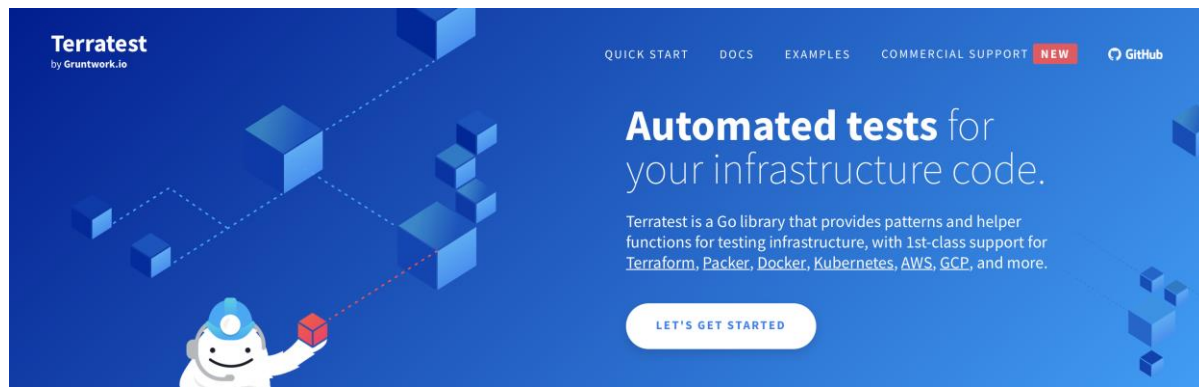 Terratest
by Gruntwork.io
QUICK START DOCS EXAMPLES COMMERCIAL SUPPORT NEW GitHub
Automated tests for
your infrastructure code.
Terratest is a Go library that provides patterns and helper
functions for testing infrastructure, with 1st-class support for
Terraform, Packer, Docker, Kubernetes, AWS, GCP, and more.
LET'S GET STARTED